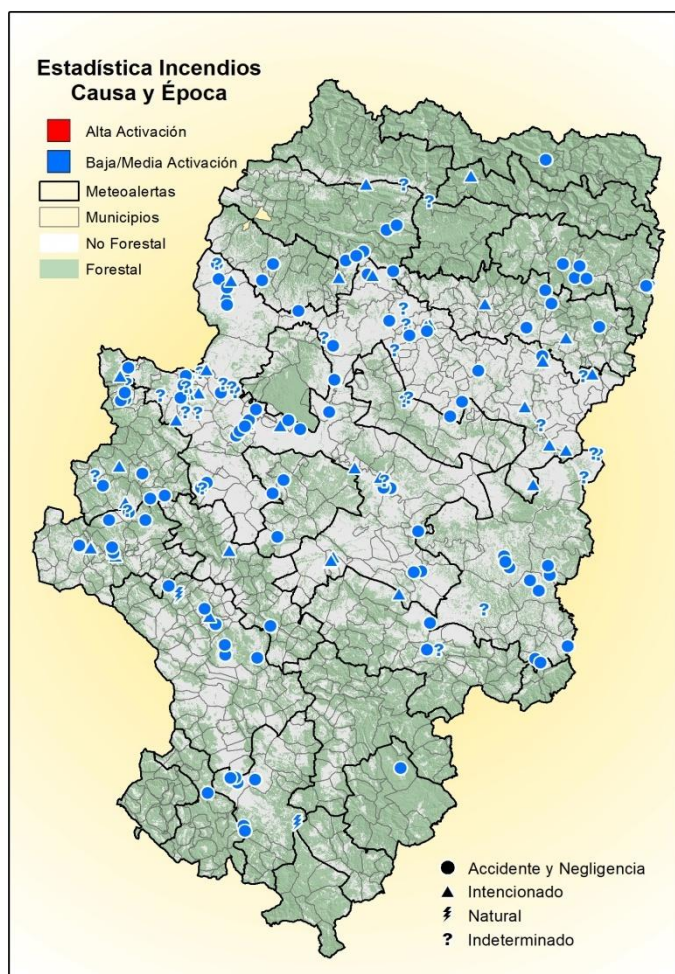 Estadística Incendios
Causa y Época
Alta Activación
Baja/Media Activación
Meteoalertas
Municipios
No Forestal
Forestal
Accidente y Negligencia
Intencionado
Natural
? Indeterminado